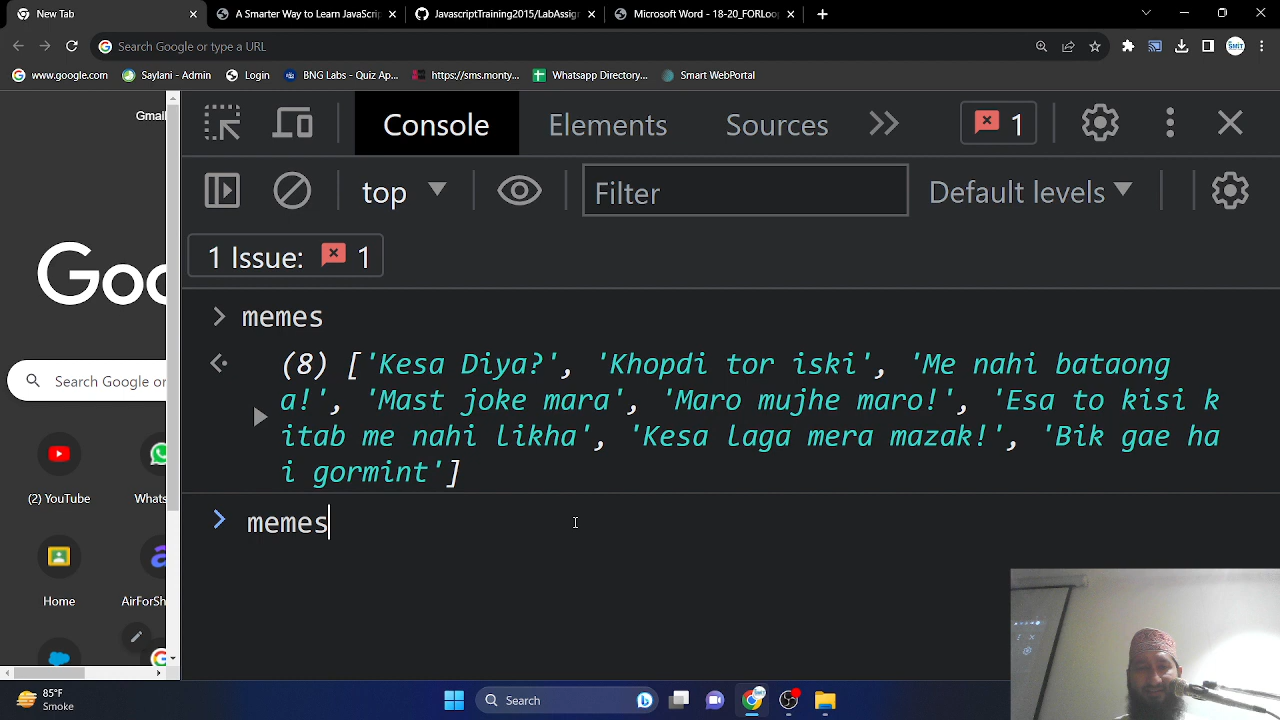 New Tab
A Smarter Way to Learn JavaScrip
JavascriptTraining2015/LabAssig
Microsoft Word - 18-20_FORLoo
Search Google or type a URL
www.google.com
Saylani - Admin
Login
BNG Labs - Quiz Ap...
https://sms.monty...
Whatsapp Directory...
Smart WebPortal
Gmai
Console
Elements
Sources
1
top
Filter
Default levels
1 Issue: 1
Goo
memes
(8) ['Kesa Diya?', 'Khopdi tor iski', 'Me nahi bataong
a!', 'Mast joke mara', 'Maro mujhe maro!', 'Esa to kisi k
itab me nahi likha', 'Kesa laga mera mazak!', 'Bik gae ha
i gormint']
Search Google or
(2) YouTube
Whats
memes
Home
AirForSh
85°F
Smoke
Search